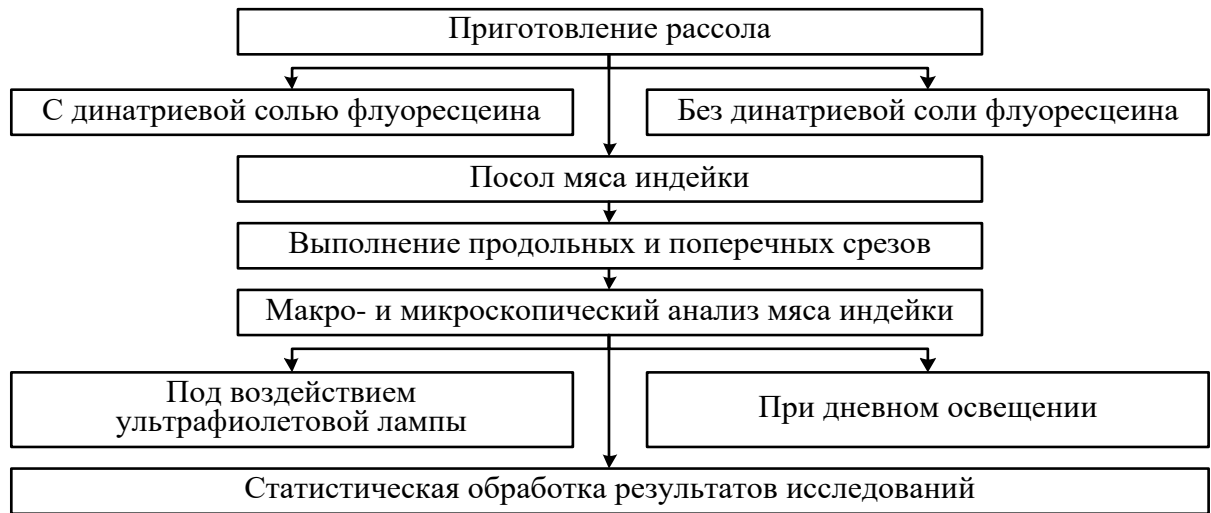 Приготовление рассола
С динатриевой солью флуоресцеина
Без динатриевой соли флуоресцеина
Посол мяса индейки
Выполнение продольных и поперечных срезов
Макро- и микроскопический анализ мяса индейки
Под воздействием
ультрафиолетовой лампы
При дневном освещении
Статистическая обработка результатов исследований